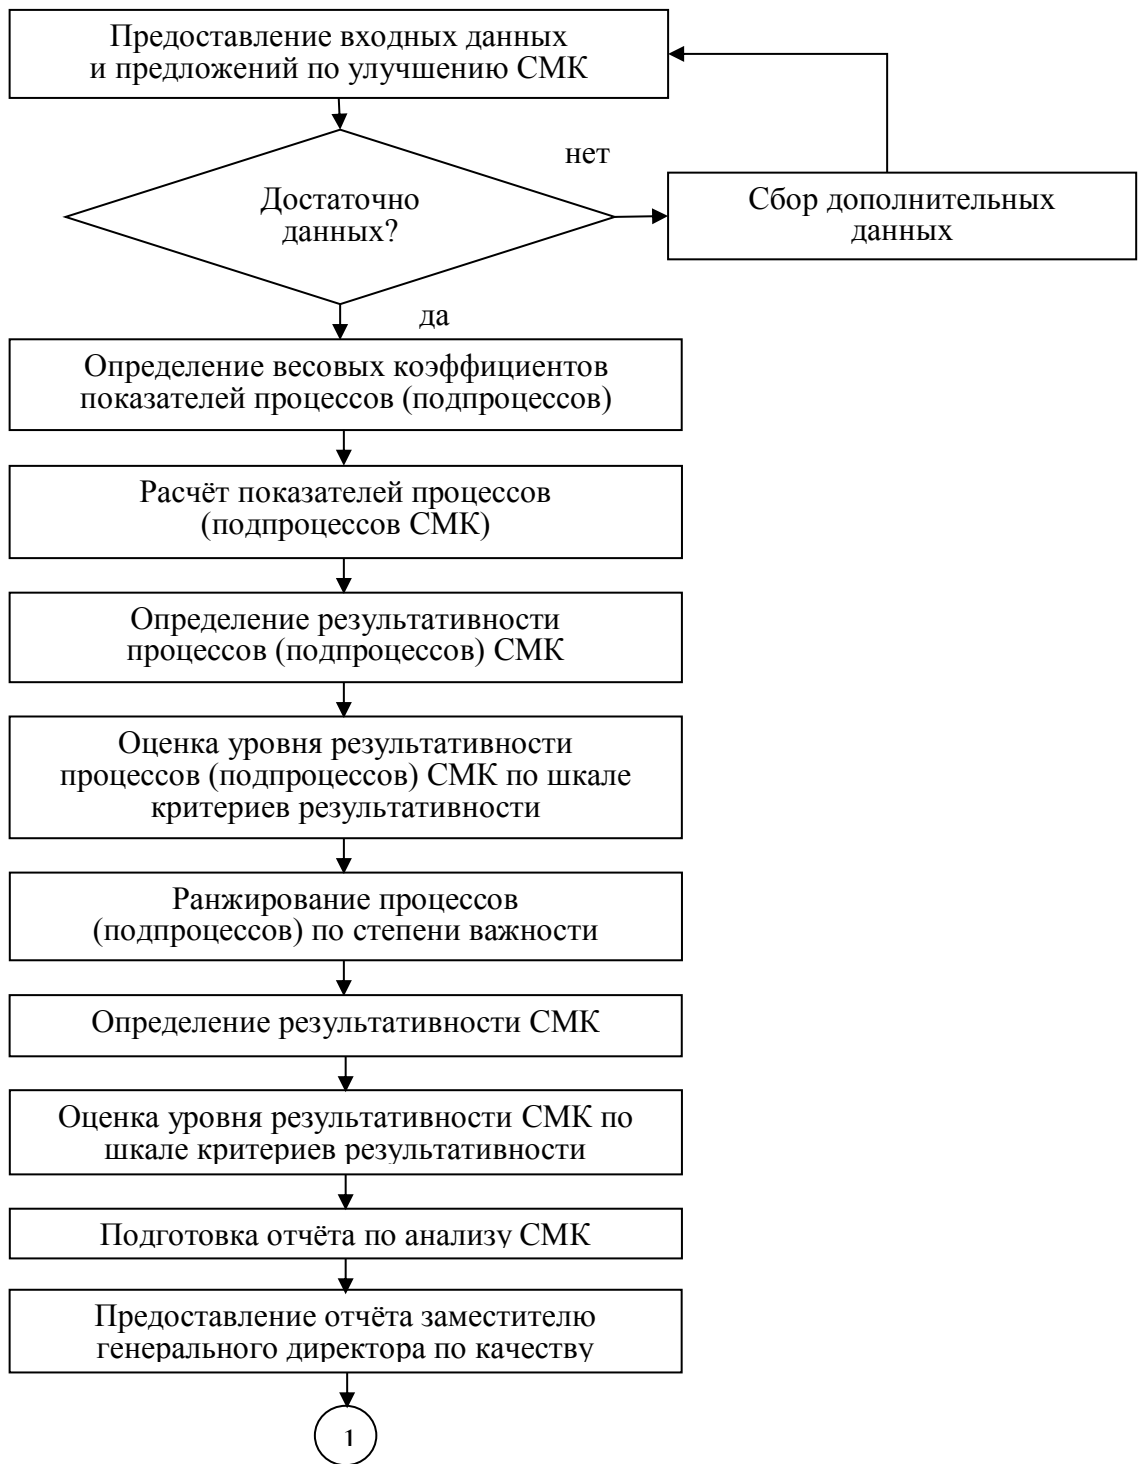 Предоставление входных данных
и предложений по улучшению СМК
нет
Достаточно
данных?
Сбор дополнительных
данных
да
Определение весовых коэффициентов
показателей процессов (подпроцессов)
Расчёт показателей процессов
(подпроцессов СМК)
Определение результативности
процессов (подпроцессов) СМК
Оценка уровня результативности
процессов (подпроцессов) СМК по шкале
критериев результативности
Ранжирование процессов
(подпроцессов) по степени важности
Определение результативности СМК
Оценка уровня результативности СМК по
шкале критериев результативности
Подготовка отчёта по анализу СМК
Предоставление отчёта заместителю
генерального директора по качеству
1